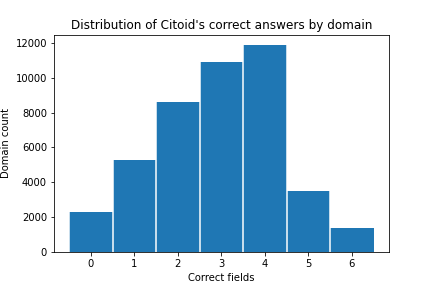 Distribution of Citoid's correct answers by domain
12000
10000
8000
6000
4000
2000
0
Domain count
0 1 2 3 4 5 6
Correct fields